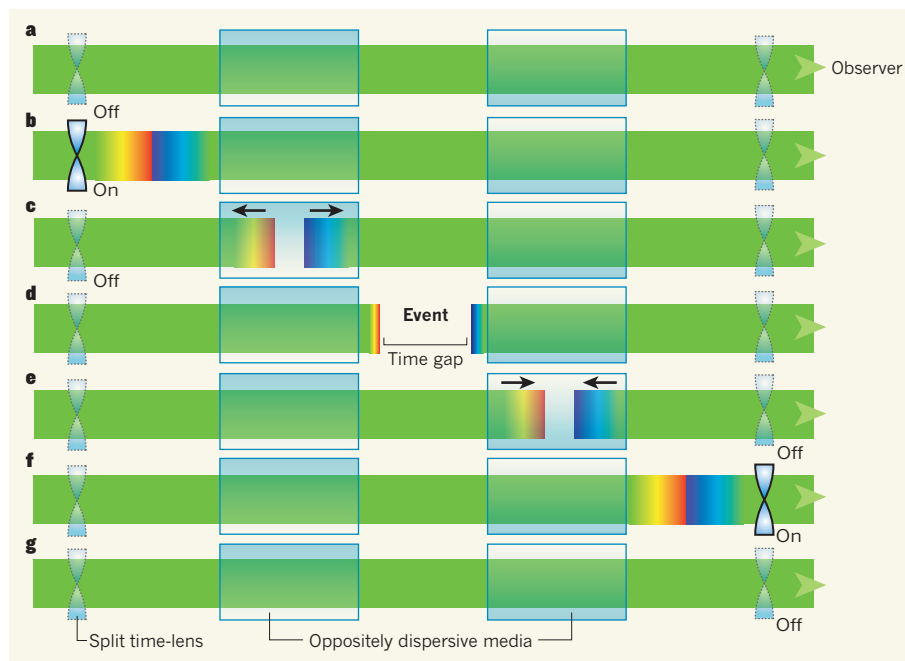 a
Observer
Off
b
On
c
Off
d
Event
Time gap
e
Off
f
On
g
Off
Split time-lens
Oppositely dispersive media